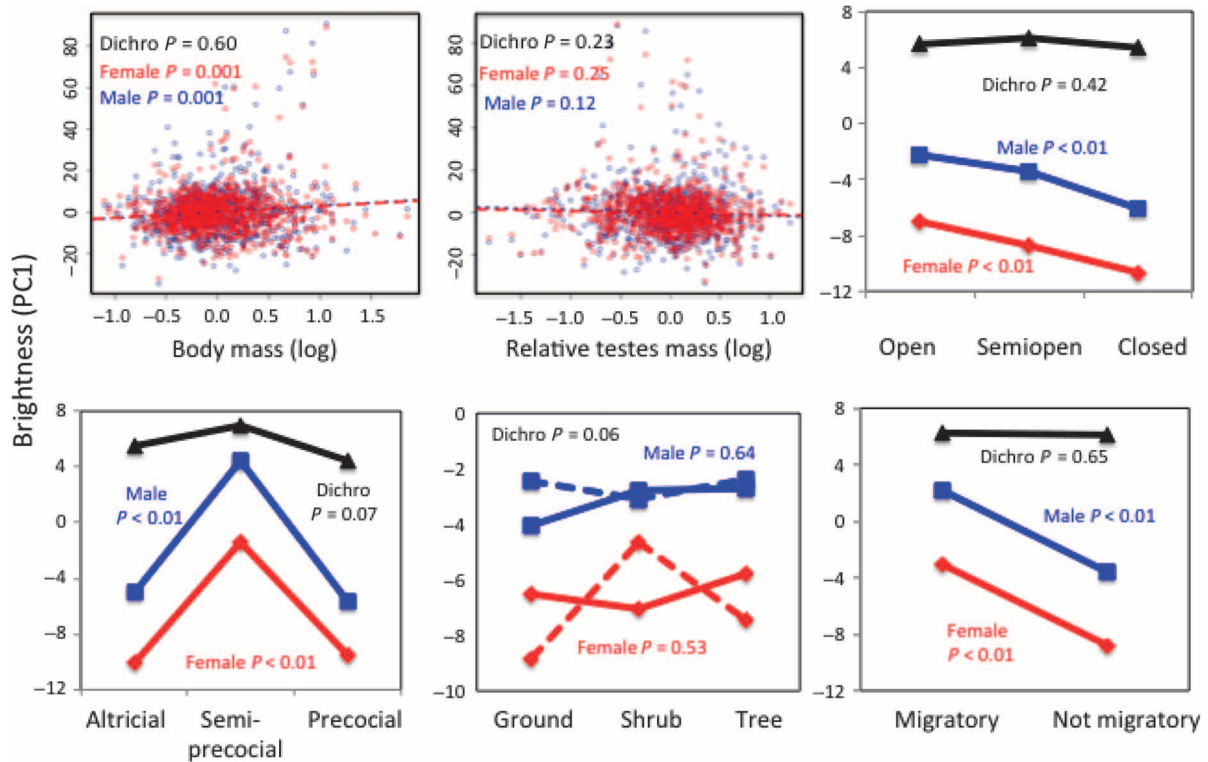 Brightness (PC1)
Dichro P = 0.60
Female P = 0.001
Male P = 0.001
80
60
40
20
0
−20
−1.0 −0.5 0.0 0.5 1.0 1.5
Body mass (log)
Dichro P = 0.23
Female P = 0.25
Male P = 0.12
80
60
40
20
0
−20
−1.5 −1.0 −0.5 0.0 0.5 1.0
Relative testes mass (log)
8
4
0
−4
−8
−12
Dichro P = 0.42
Male P < 0.01
Female P < 0.01
Open Semiopen Closed
8
4
0
−4
−8
−12
Male
P < 0.01
Dichro
P = 0.07
Female P < 0.01
Altricial Semi- Precocial
precocial
0
−2
−4
−6
−8
−10
Dichro P = 0.06
Male P = 0.64
Female P = 0.53
Ground Shrub Tree
8
4
0
−4
−8
−12
Dichro P = 0.65
Male P < 0.01
Female
P < 0.01
Migratory Not migratory